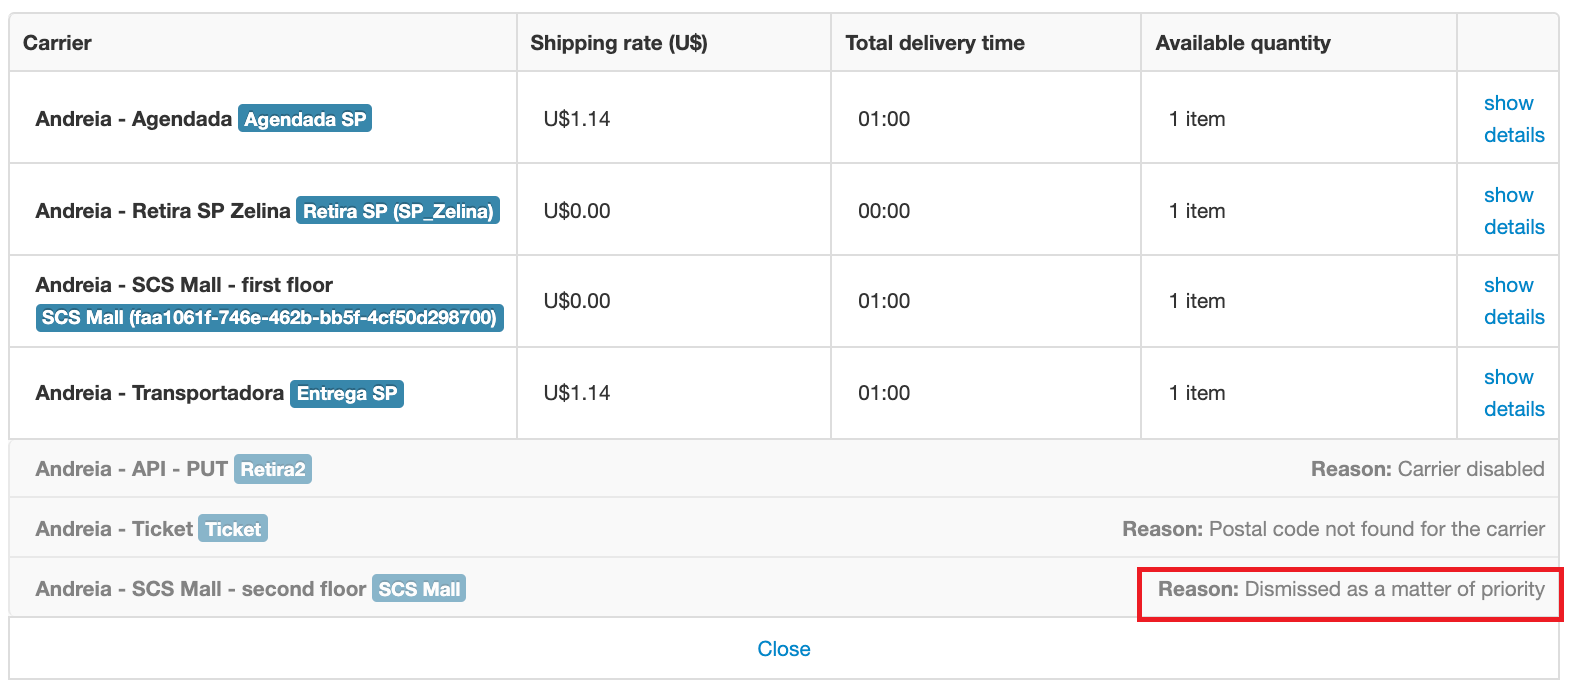 Carrier Shipping rate (U$) Total delivery time Available quantity
Andreia - Agendada Agendada SP U$1.14 01:00 1 item show details
Andreia - Retira SP Zelina Retira SP (SP_Zelina) U$0.00 00:00 1 item show details
Andreia - SCS Mall - first floor
SCS Mall (faa1061f-746e-462b-bb5f-4cf50d298700) U$0.00 01:00 1 item show details
Andreia - Transportadora Entrega SP U$1.14 01:00 1 item show details
Andreia - API - PUT Retira2 Reason: Carrier disabled
Andreia - Ticket Ticket Reason: Postal code not found for the carrier
Andreia - SCS Mall - second floor SCS Mall Reason: Dismissed as a matter of priority
Close